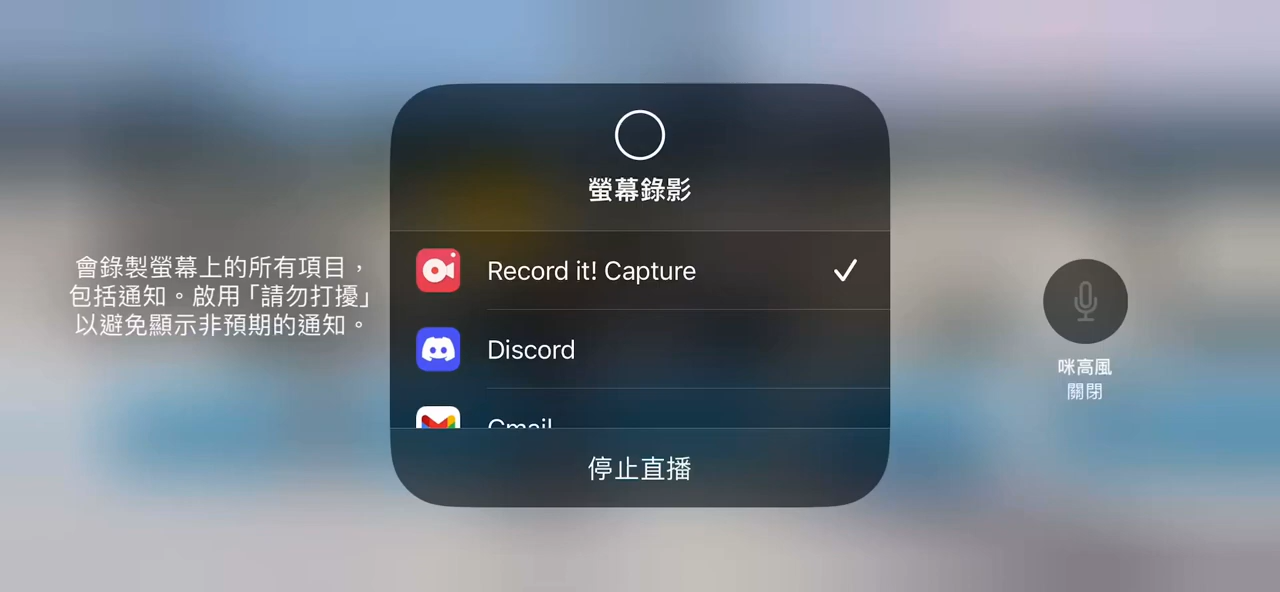 螢幕錄影
會錄製螢幕上的所有項目，
包括通知。啟用「請勿打擾」
以避免顯示非預期的通知。
Record it! Capture
Discord
Gmail
停止直播
咪高風
關閉